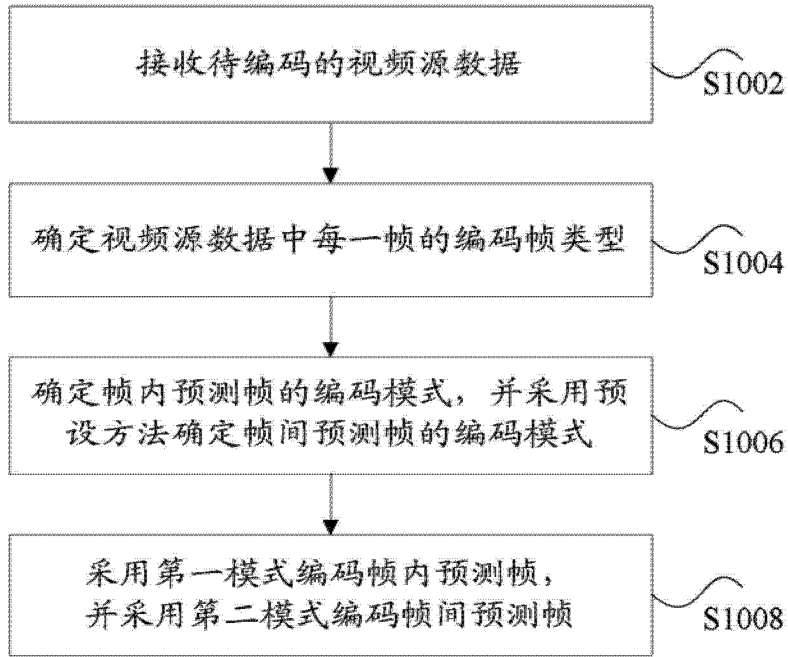 接收待编码的视频源数据
S1002
确定视频源数据中每一帧的编码帧类型
S1004
确定帧内预测帧的编码模式，并采用预
设方法确定帧间预测帧的编码模式
S1006
采用第一模式编码帧内预测帧，
并采用第二模式编码帧间预测帧
S1008